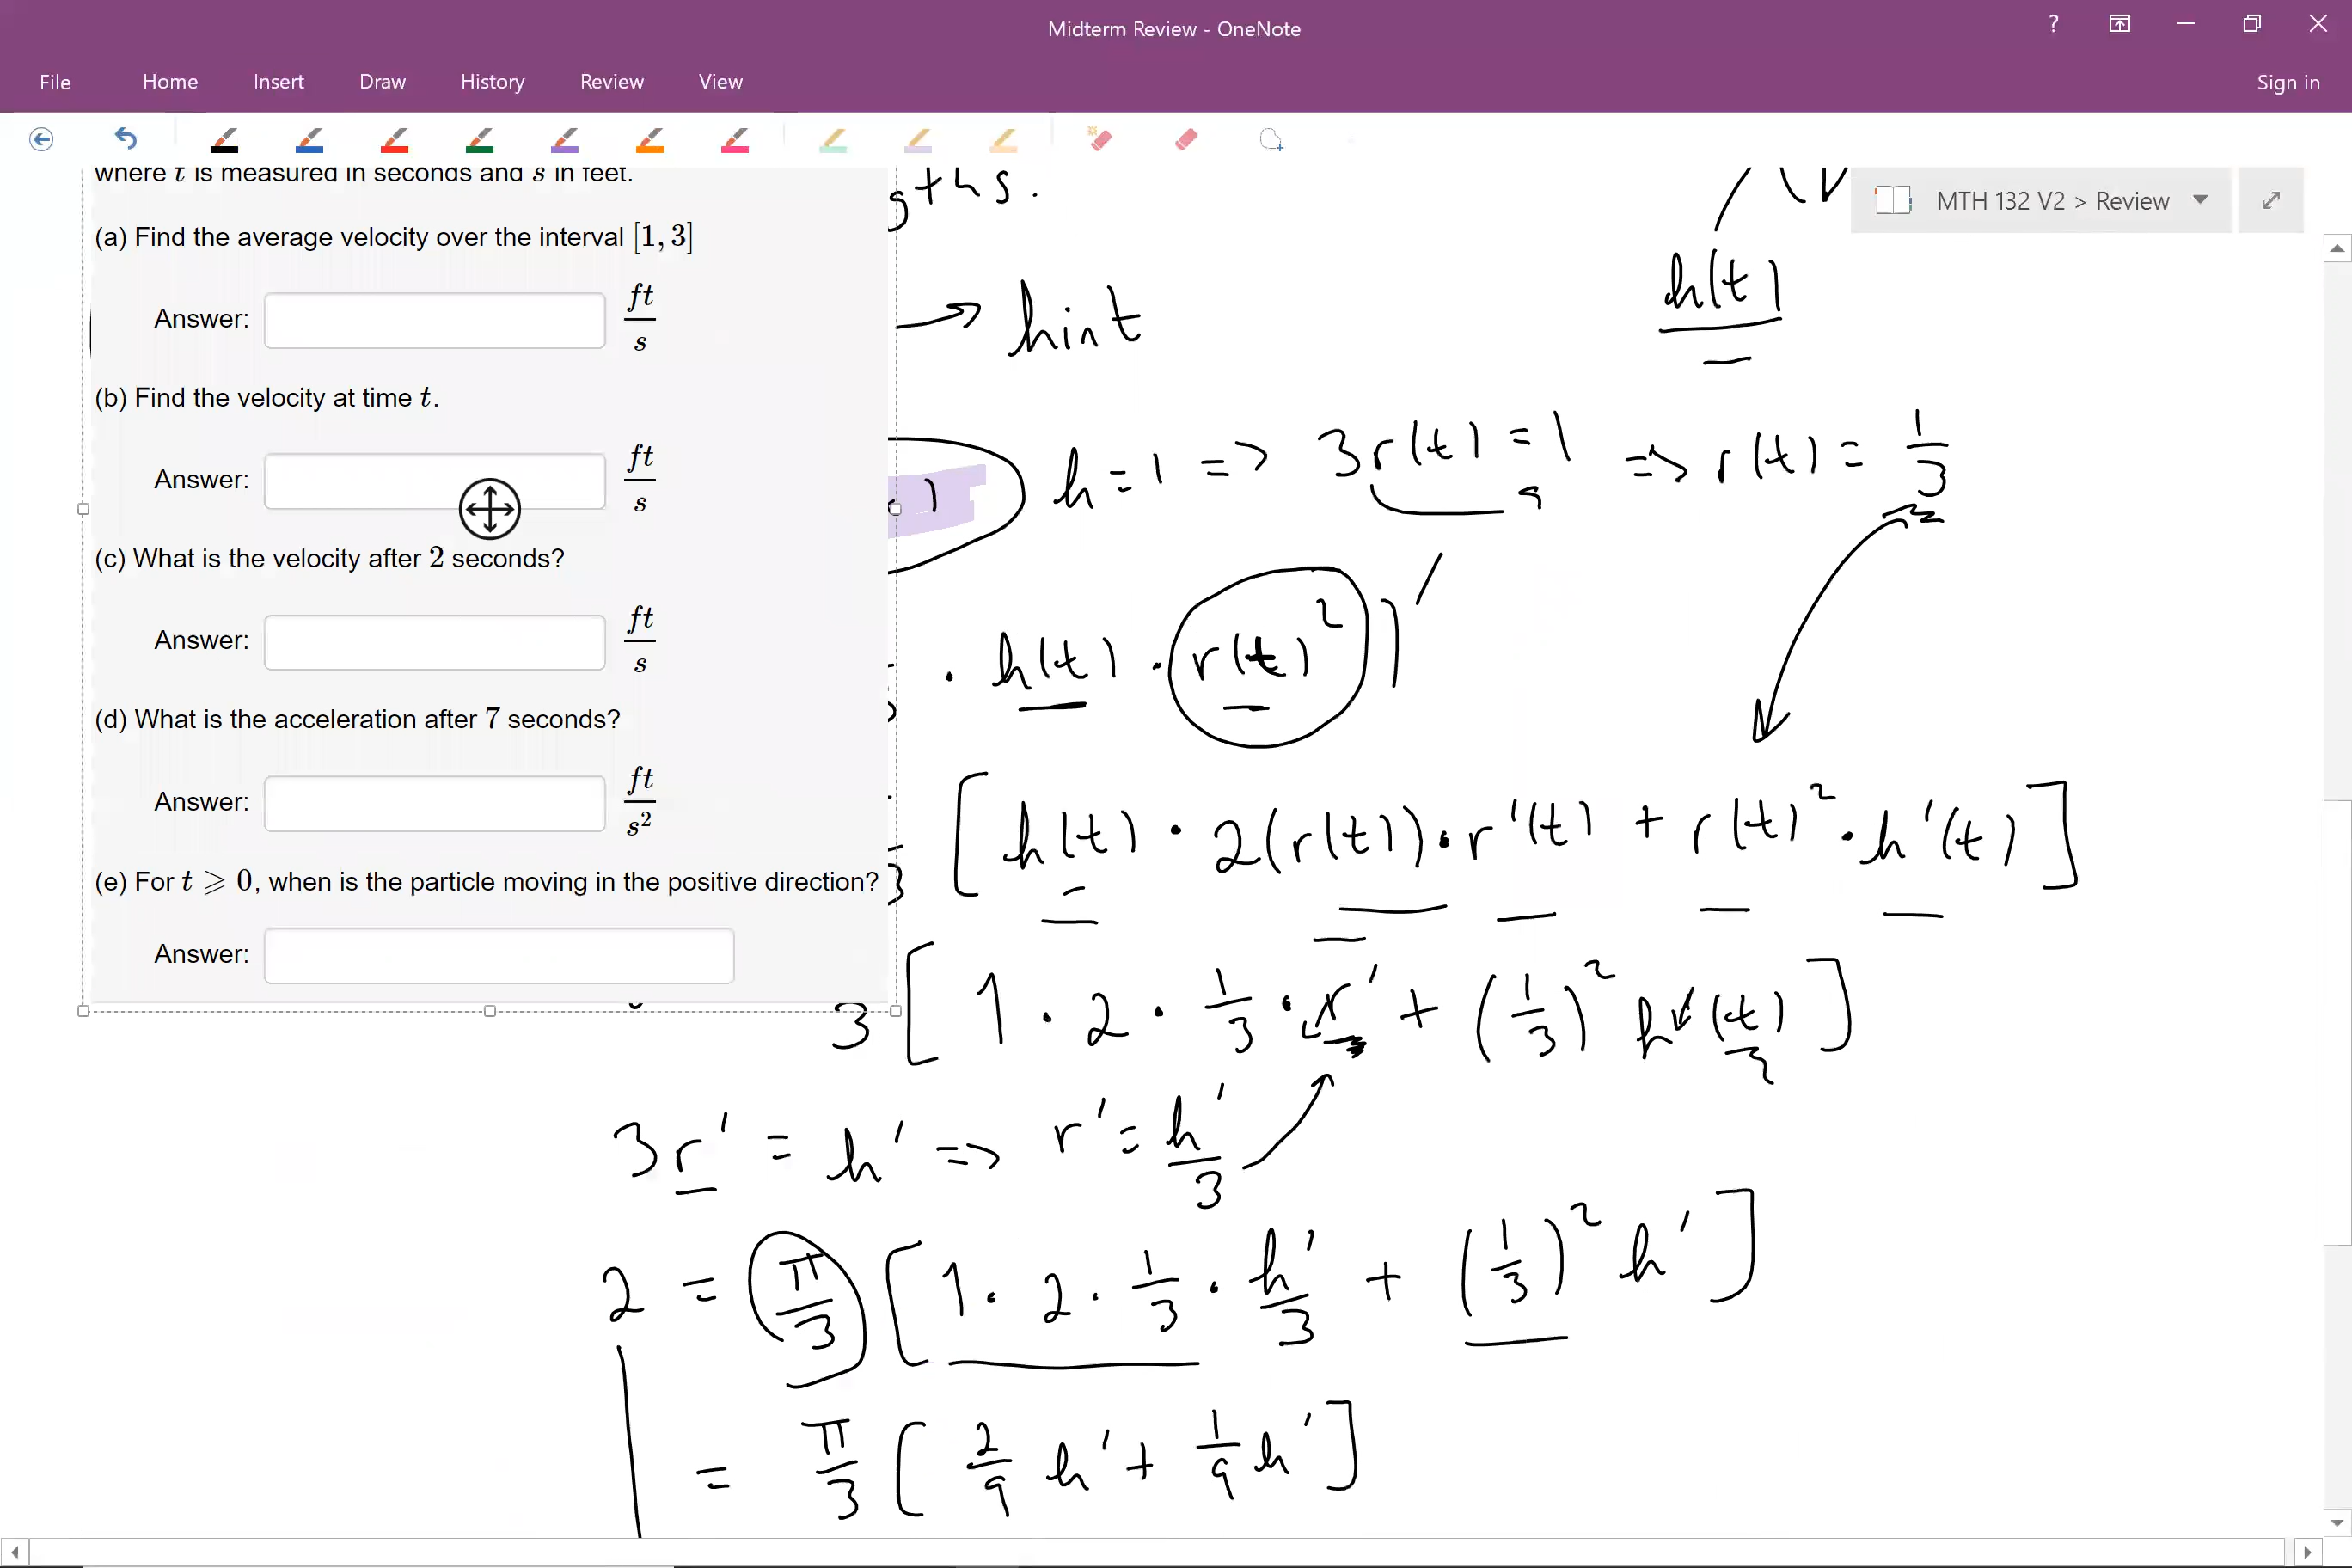 Midterm Review - OneNote
?
File Home Insert Draw History Review View Sign in
MTH 132 V2 > Review
where t is measured in seconds and s in feet.
(a) Find the average velocity over the interval [1, 3]
Answer: ft/s
(b) Find the velocity at time t.
Answer: ft/s
(c) What is the velocity after 2 seconds?
Answer: ft/s
(d) What is the acceleration after 7 seconds?
Answer: ft/s²
(e) For t ⩾ 0, when is the particle moving in the positive direction?
Answer:
gths.
h(t)
→ hint
h = 1 => 3r(t) = 1 => r(t) = 1/3
· h(t) · r(t)²)′
[h(t) · 2(r(t)) · r′(t) + r(t)² · h′(t)]
3 [1 · 2 · 1/3 · r′ + (1/3)² h′(t)]
3r′ = h′ => r′ = h′/3
2 = π/3 [1 · 2 · 1/3 · h′/3 + (1/3)² h′]
= π/3 [2/9 h′ + 1/9 h′]